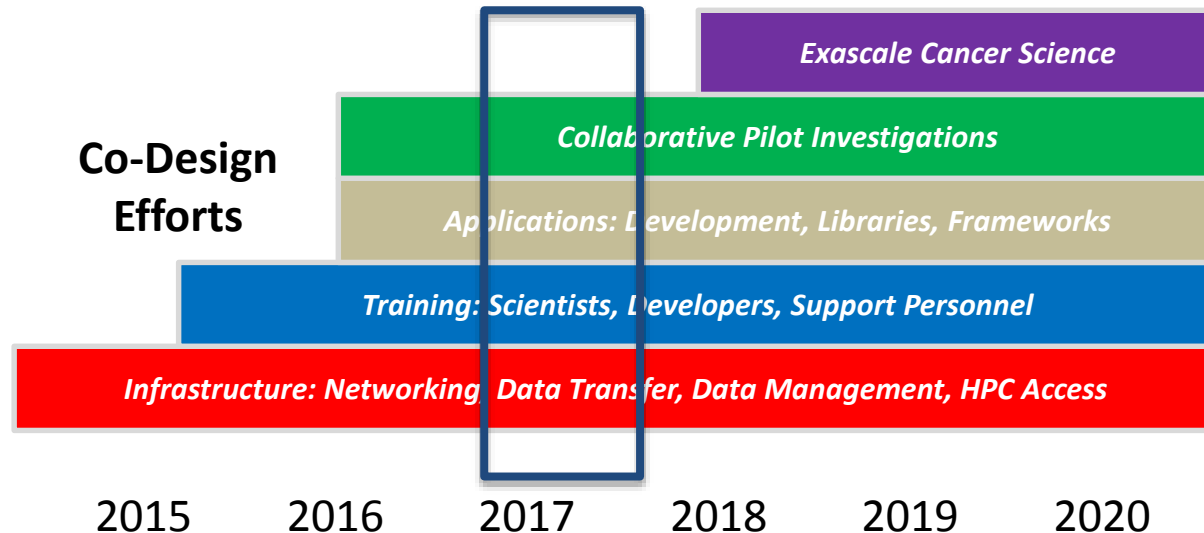 Exascale Cancer Science
Collaborative Pilot Investigations
Co-Design
Efforts
Applications: Development, Libraries, Frameworks
Training: Scientists, Developers, Support Personnel
Infrastructure: Networking, Data Transfer, Data Management, HPC Access
2015 2016 2017 2018 2019 2020